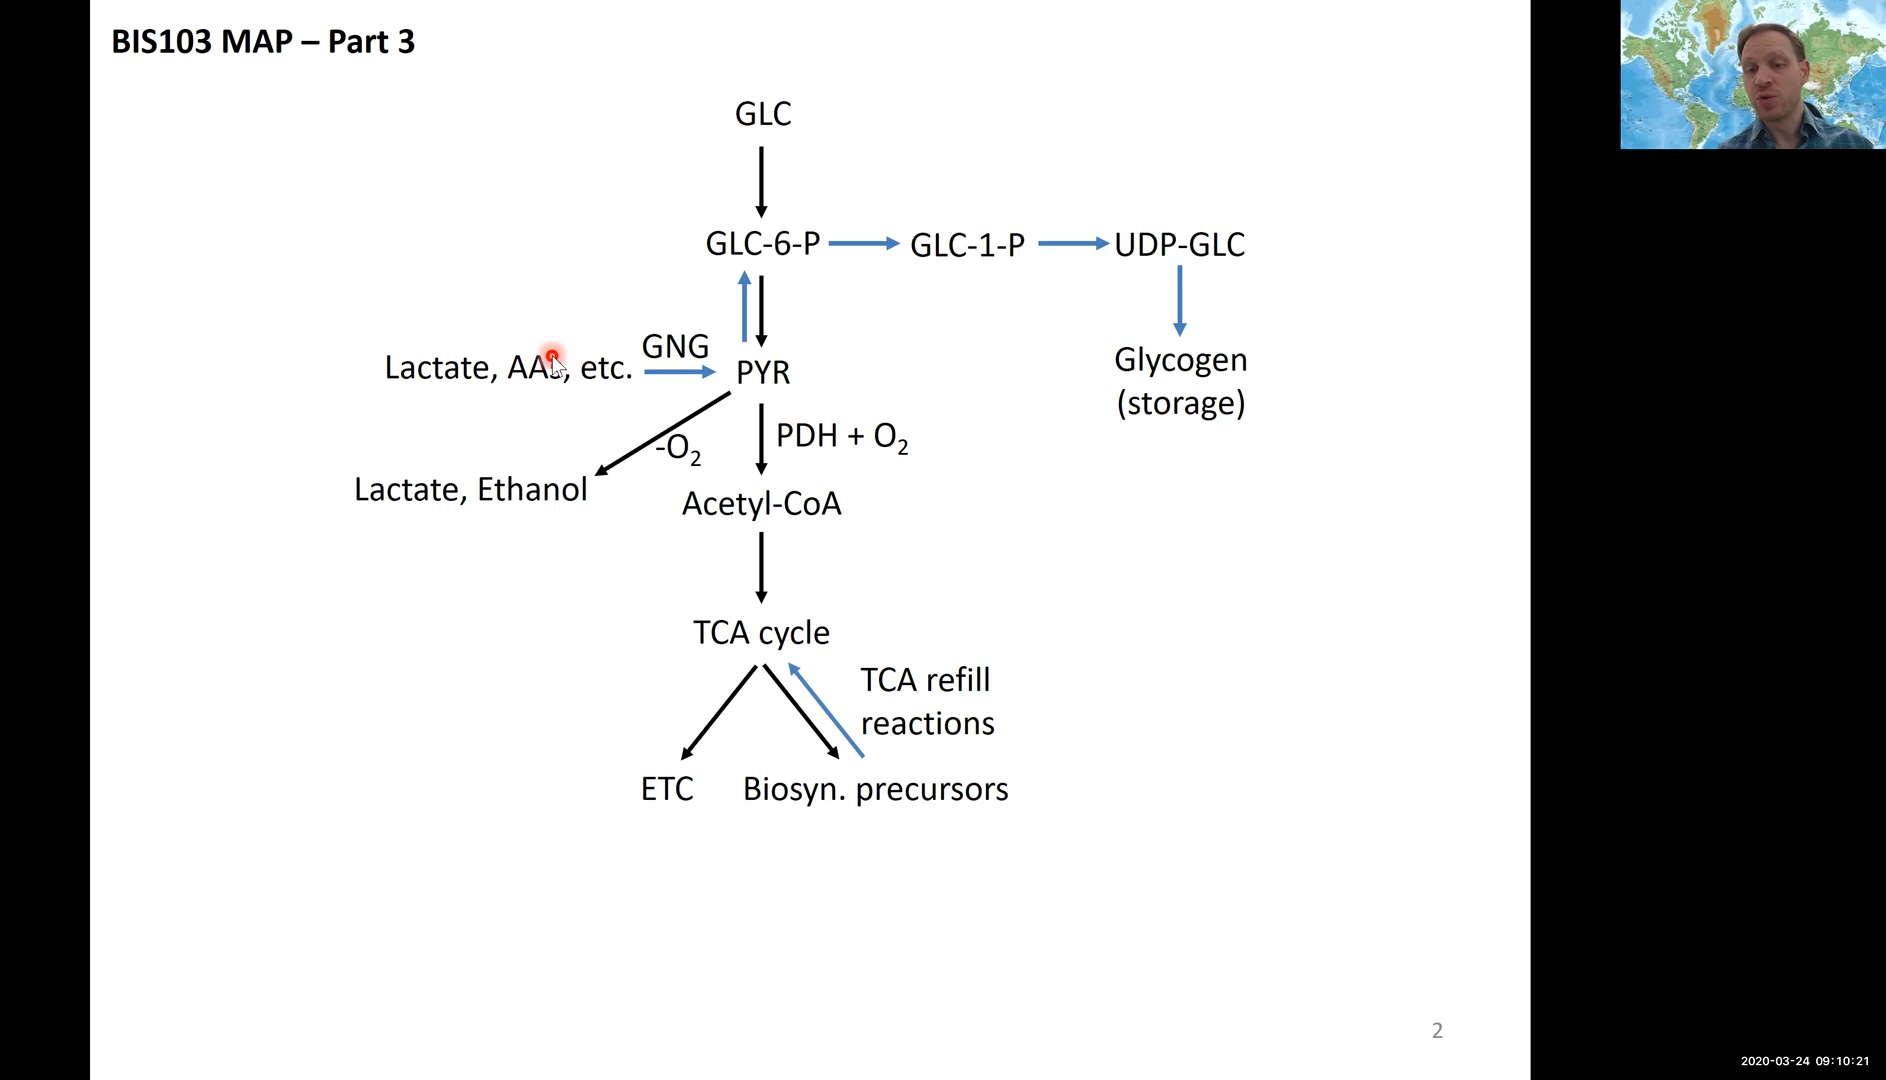 BIS103 MAP – Part 3
GLC
GLC-6-P
GLC-1-P
UDP-GLC
Lactate, AAs, etc.
GNG
PYR
Glycogen
(storage)
-O2
PDH + O2
Lactate, Ethanol
Acetyl-CoA
TCA cycle
TCA refill
reactions
ETC
Biosyn. precursors
2
2020-03-24 09:10:21